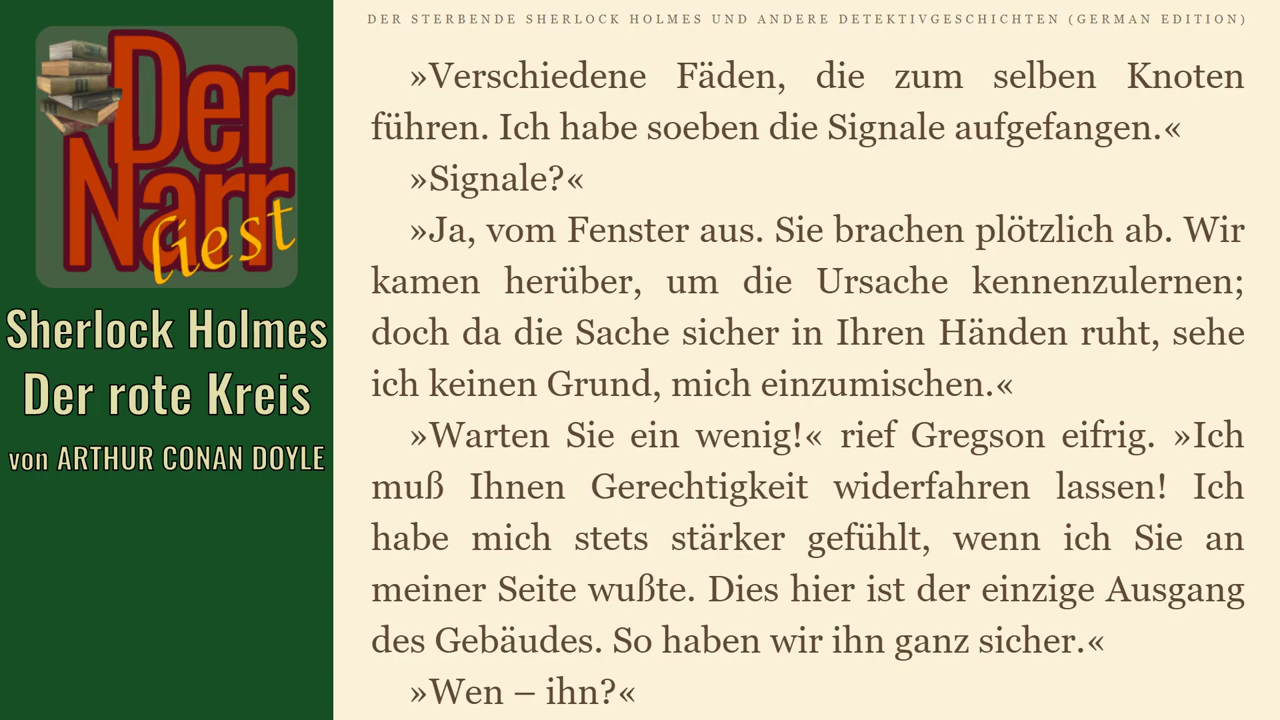 Der
Narr
liest
Sherlock Holmes
Der rote Kreis
von ARTHUR CONAN DOYLE
DER STERBENDE SHERLOCK HOLMES UND ANDERE DETEKTIVGESCHICHTEN (GERMAN EDITION)
»Verschiedene Fäden, die zum selben Knoten
führen. Ich habe soeben die Signale aufgefangen.«
»Signale?«
»Ja, vom Fenster aus. Sie brachen plötzlich ab. Wir
kamen herüber, um die Ursache kennenzulernen;
doch da die Sache sicher in Ihren Händen ruht, sehe
ich keinen Grund, mich einzumischen.«
»Warten Sie ein wenig!« rief Gregson eifrig. »Ich
muß Ihnen Gerechtigkeit widerfahren lassen! Ich
habe mich stets stärker gefühlt, wenn ich Sie an
meiner Seite wußte. Dies hier ist der einzige Ausgang
des Gebäudes. So haben wir ihn ganz sicher.«
»Wen – ihn?«